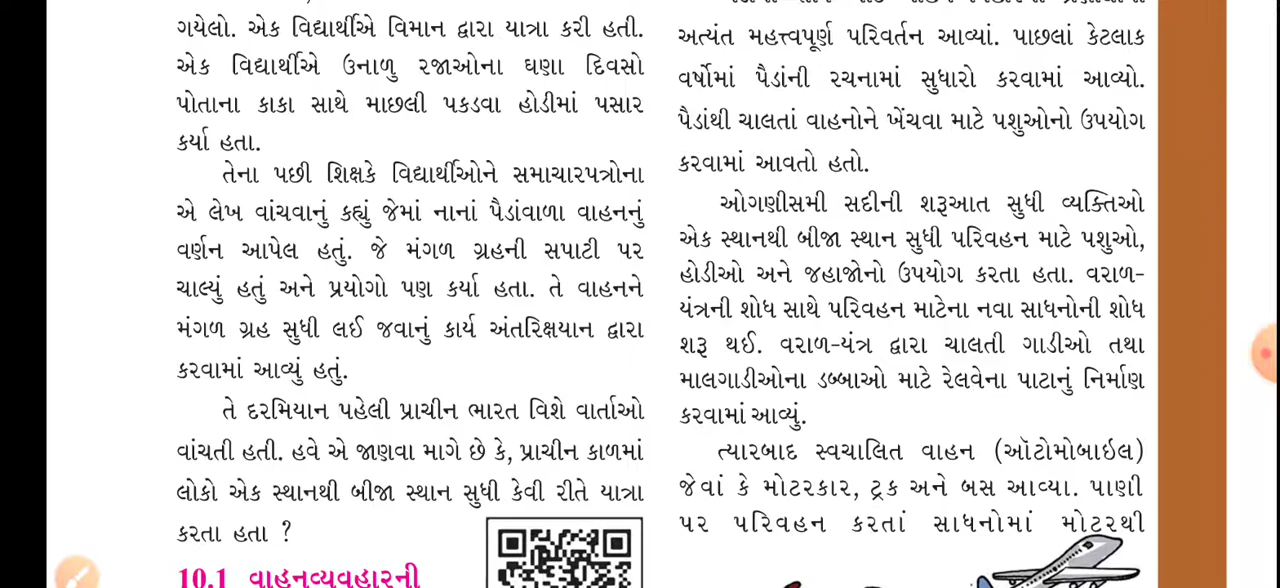 ગયેલો. એક વિદ્યાર્થીએ વિમાન દ્વારા યાત્રા કરી હતી.
એક વિદ્યાર્થીએ ઉનાળુ રજાઓના ઘણા દિવસો
પોતાના કાકા સાથે માછલી પકડવા હોડીમાં પસાર
કર્યા હતા.
તેના પછી શિક્ષકે વિદ્યાર્થીઓને સમાચારપત્રોના
એ લેખ વાંચવાનું કહ્યું જેમાં નાનાં પૈડાંવાળા વાહનનું
વર્ણન આપેલ હતું. જે મંગળ ગ્રહની સપાટી પર
ચાલ્યું હતું અને પ્રયોગો પણ કર્યા હતા. તે વાહનને
મંગળ ગ્રહ સુધી લઈ જવાનું કાર્ય અંતરિક્ષયાન દ્વારા
કરવામાં આવ્યું હતું.
તે દરમિયાન પહેલી પ્રાચીન ભારત વિશે વાર્તાઓ
વાંચતી હતી. હવે એ જાણવા માગે છે કે, પ્રાચીન કાળમાં
લોકો એક સ્થાનથી બીજા સ્થાન સુધી કેવી રીતે યાત્રા
કરતા હતા ?
10.1 વાહનવ્યવહારની
અત્યંત મહત્ત્વપૂર્ણ પરિવર્તન આવ્યાં. પાછલાં કેટલાક
વર્ષોમાં પૈડાંની રચનામાં સુધારો કરવામાં આવ્યો.
પૈડાંથી ચાલતાં વાહનોને ખેંચવા માટે પશુઓનો ઉપયોગ
કરવામાં આવતો હતો.
ઓગણીસમી સદીની શરૂઆત સુધી વ્યક્તિઓ
એક સ્થાનથી બીજા સ્થાન સુધી પરિવહન માટે પશુઓ,
હોડીઓ અને જહાજોનો ઉપયોગ કરતા હતા. વરાળ-
યંત્રની શોધ સાથે પરિવહન માટેના નવા સાધનોની શોધ
શરૂ થઈ. વરાળ-યંત્ર દ્વારા ચાલતી ગાડીઓ તથા
માલગાડીઓના ડબ્બાઓ માટે રેલવેના પાટાનું નિર્માણ
કરવામાં આવ્યું.
ત્યારબાદ સ્વચાલિત વાહન (ઑટોમોબાઇલ)
જેવાં કે મોટરકાર, ટ્રક અને બસ આવ્યા. પાણી
પર પરિવહન કરતાં સાધનોમાં મોટરથી